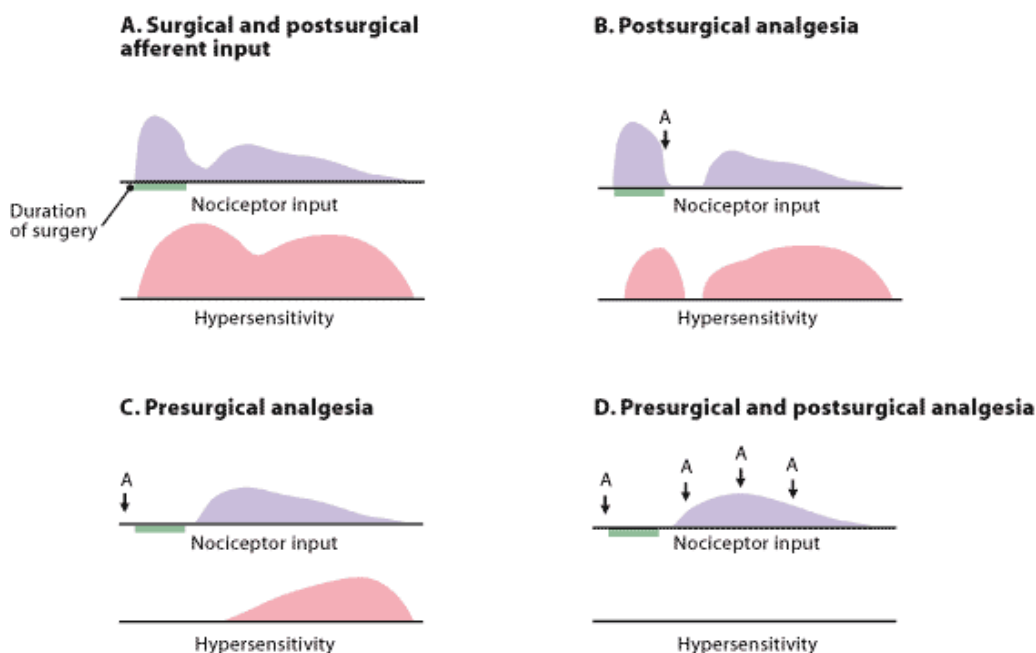 A. Surgical and postsurgical
afferent input
Duration
of surgery
Nociceptor input
Hypersensitivity
B. Postsurgical analgesia
A
Nociceptor input
Hypersensitivity
C. Presurgical analgesia
A
Nociceptor input
Hypersensitivity
D. Presurgical and postsurgical analgesia
A
A
A
A
Nociceptor input
Hypersensitivity